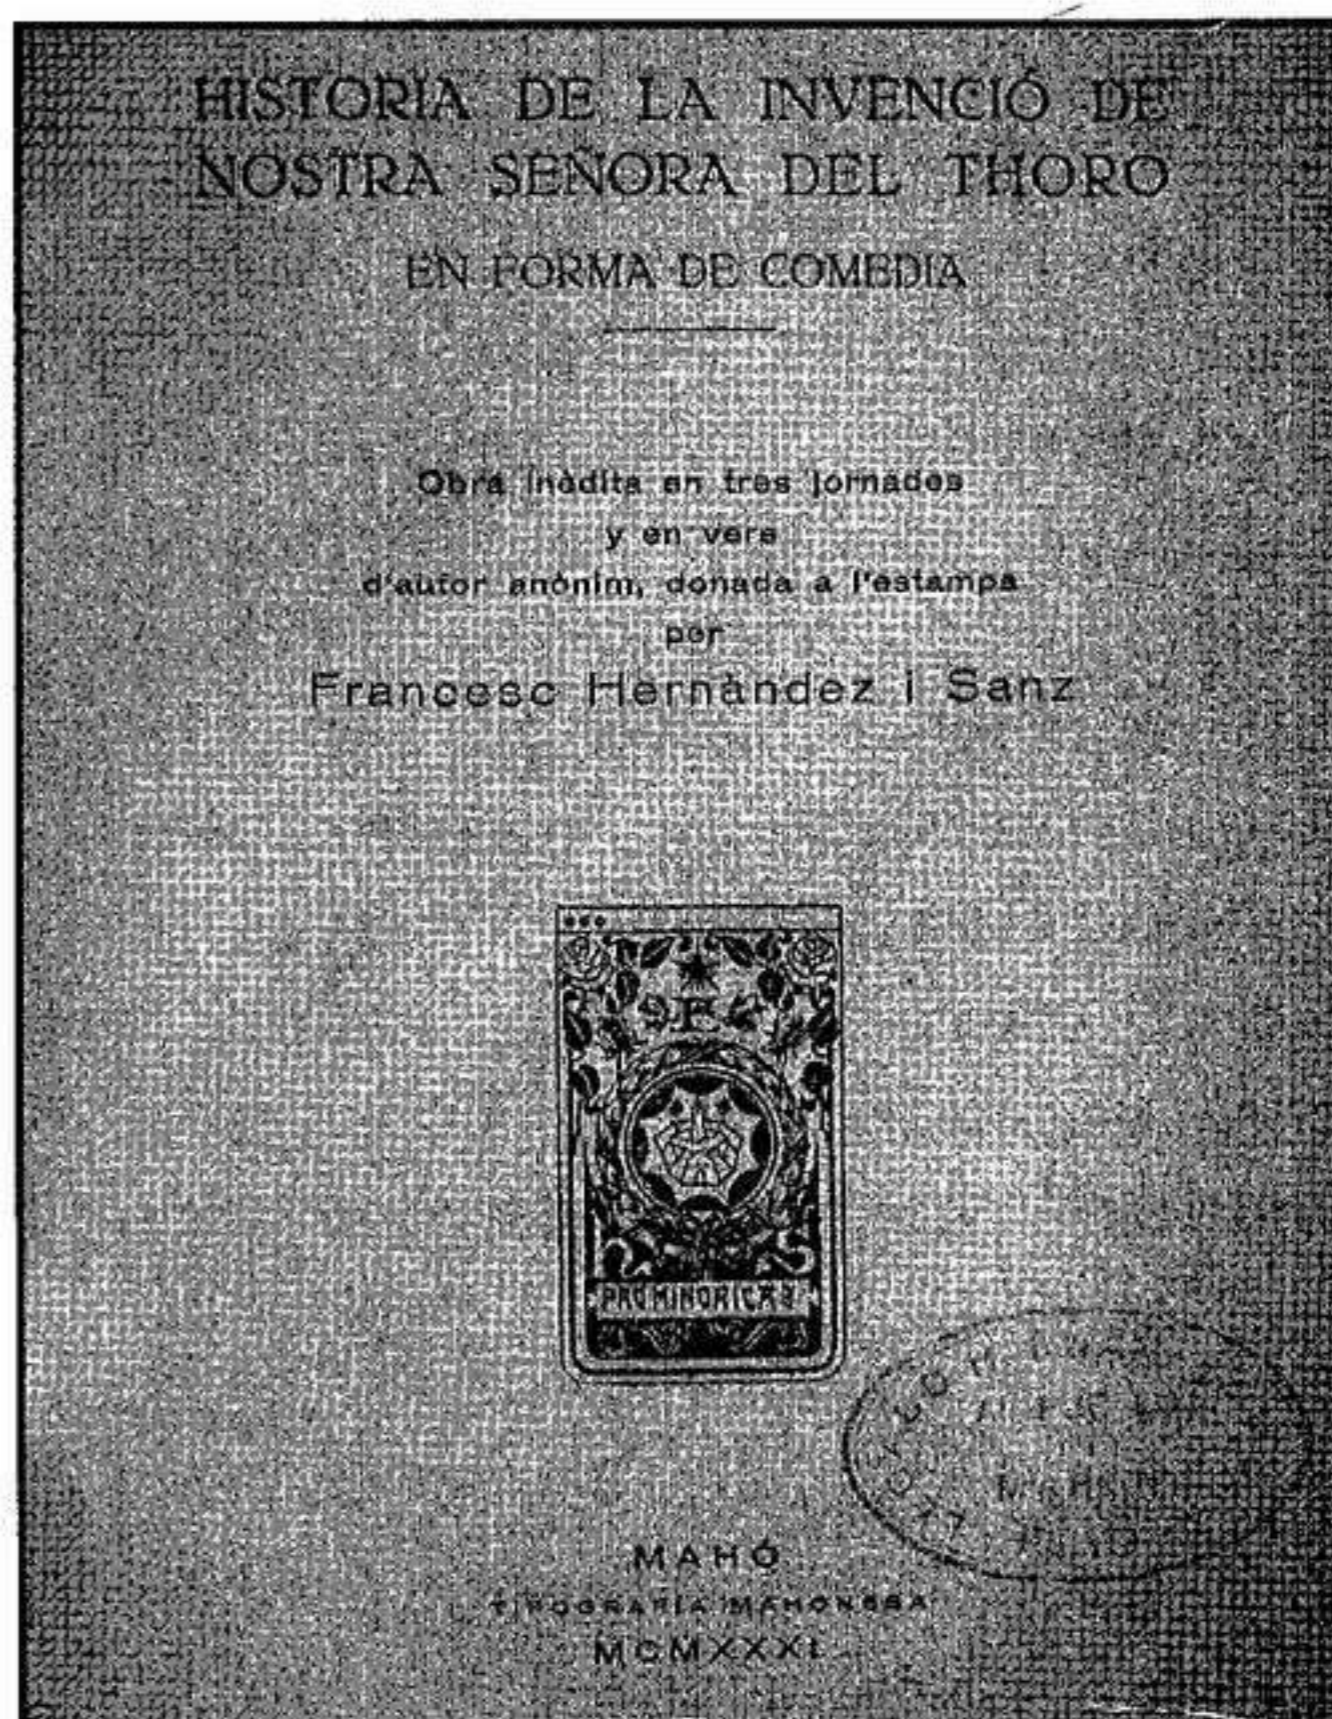 HISTORIA DE LA INVENCIÓ DE
NOSTRA SEÑORA DEL THORO
EN FORMA DE COMEDIA
Obra inèdita en tres jornades
y en vers
d'autor anònim, donada a l'estampa
per
Francesc Hernàndez i Sanz
F
PRO MINORICA
MAHÓ
TIPOGRAFÍA MAHONESA
MCMXXXI